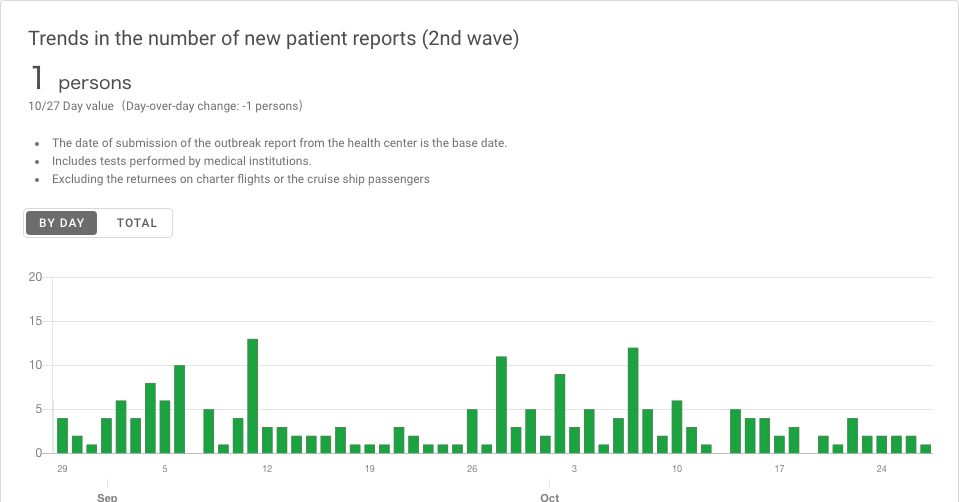 Trends in the number of new patient reports (2nd wave)
1 persons
10/27 Day value（Day-over-day change: -1 persons）
The date of submission of the outbreak report from the health center is the base date.
Includes tests performed by medical institutions.
Excluding the returnees on charter flights or the cruise ship passengers
BY DAY TOTAL
20
15
10
5
0
29 5 12 19 26 3 10 17 24
Sep Oct